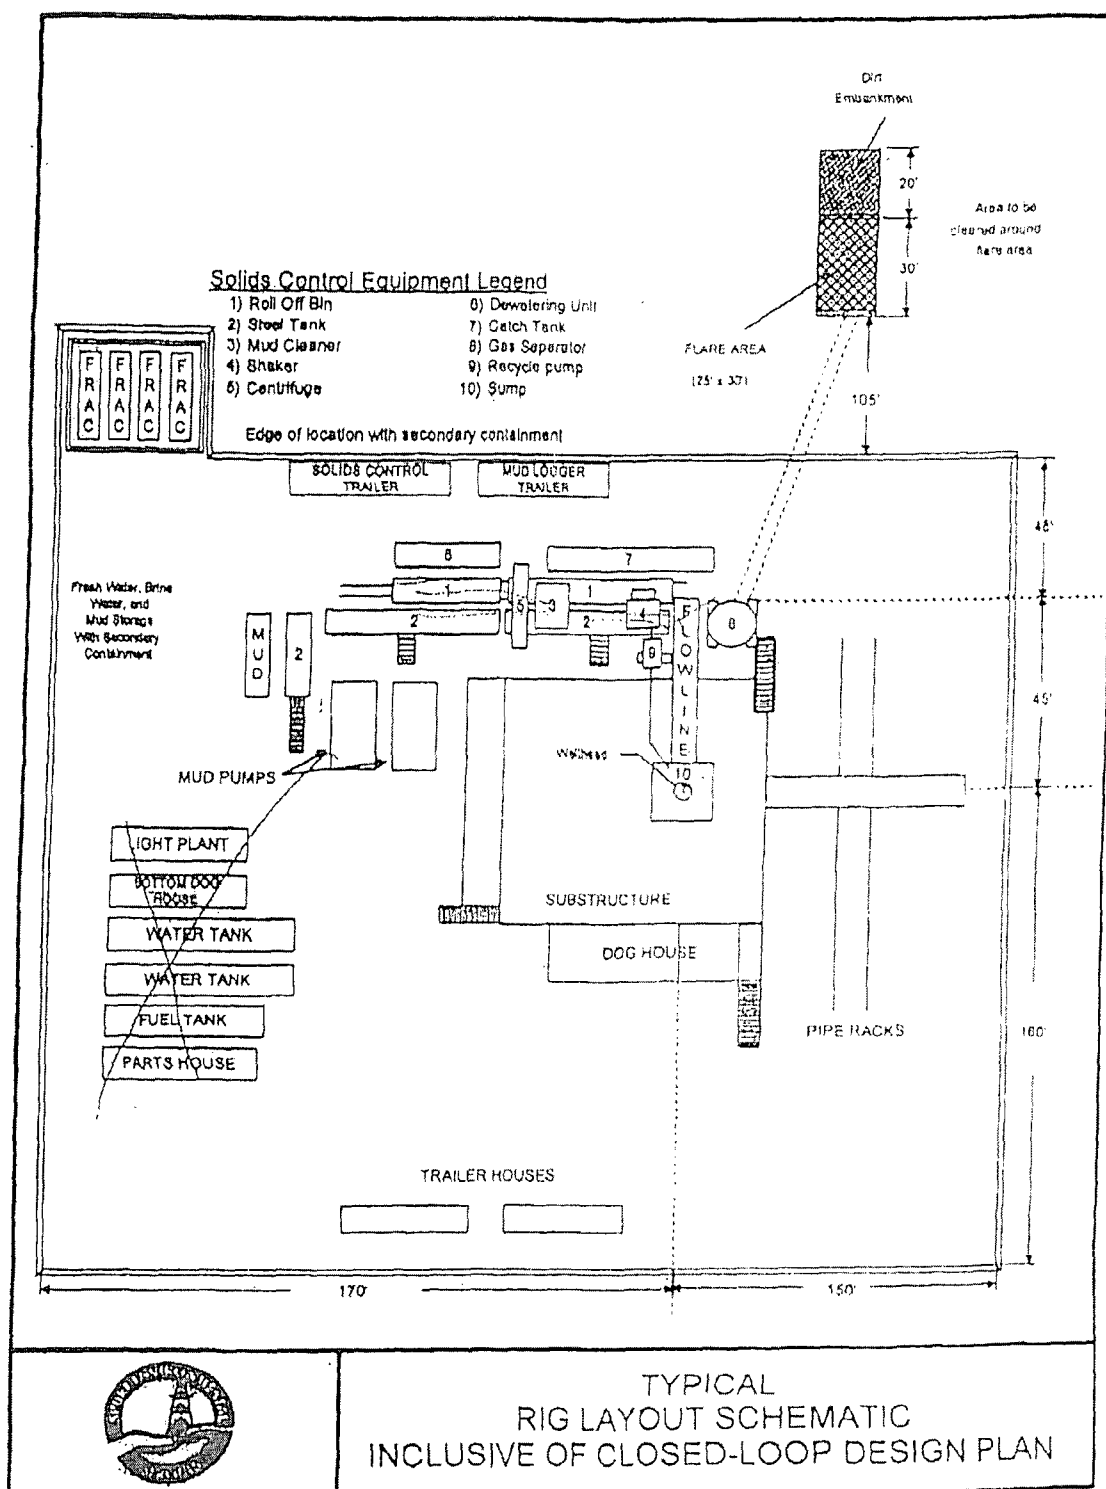 Dirt
Embankment
20'
Area to be
cleared around
flare area
30'
Solids Control Equipment Legend
1) Roll Off Bin
2) Steel Tank
3) Mud Cleaner
4) Shaker
5) Centrifuge
6) Dewatering Unit
7) Catch Tank
8) Gas Separator
9) Recycle pump
10) Sump
FLARE AREA
105'
FRAC
FRAC
FRAC
FRAC
Edge of location with secondary containment
SOLIDS CONTROL
TRAILER
MUD LOGGER
TRAILER
6
7
1
1
5
3
4
2
2
9
8
Fresh Water, Brine
Water, and
Mud Storage
With Secondary
Containment
MUD
2
FLOWLINE
45'
MUD PUMPS
Wellhead
10
LIGHT PLANT
BOTTOM DOG
HOUSE
WATER TANK
WATER TANK
FUEL TANK
PARTS HOUSE
SUBSTRUCTURE
DOG HOUSE
PIPE RACKS
160'
TRAILER HOUSES
170'
150'
TYPICAL
RIG LAYOUT SCHEMATIC
INCLUSIVE OF CLOSED-LOOP DESIGN PLAN